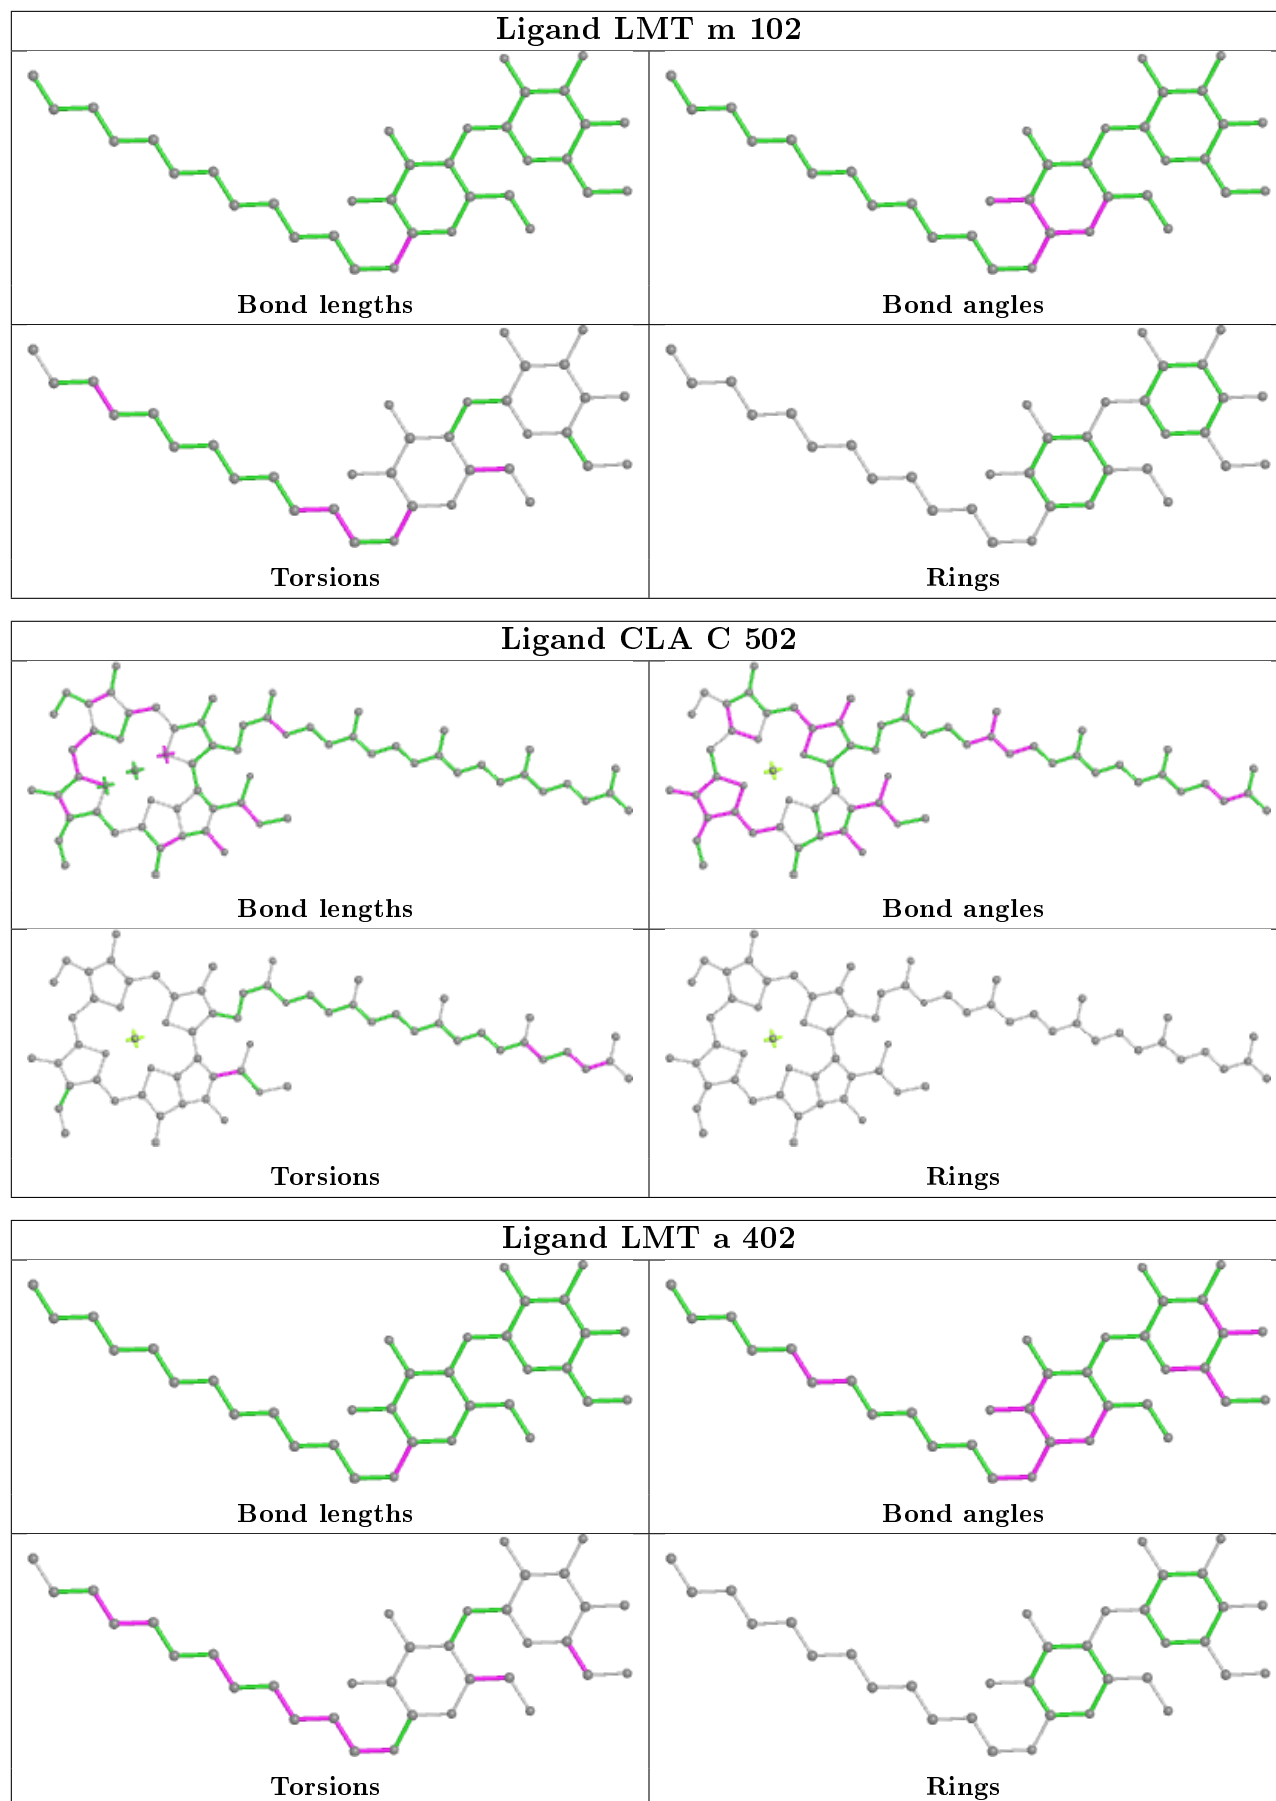 Ligand LMT m 102
Bond lengths
Bond angles
Torsions
Rings
Ligand CLA C 502
Bond lengths
Bond angles
Torsions
Rings
Ligand LMT a 402
Bond lengths
Bond angles
Torsions
Rings